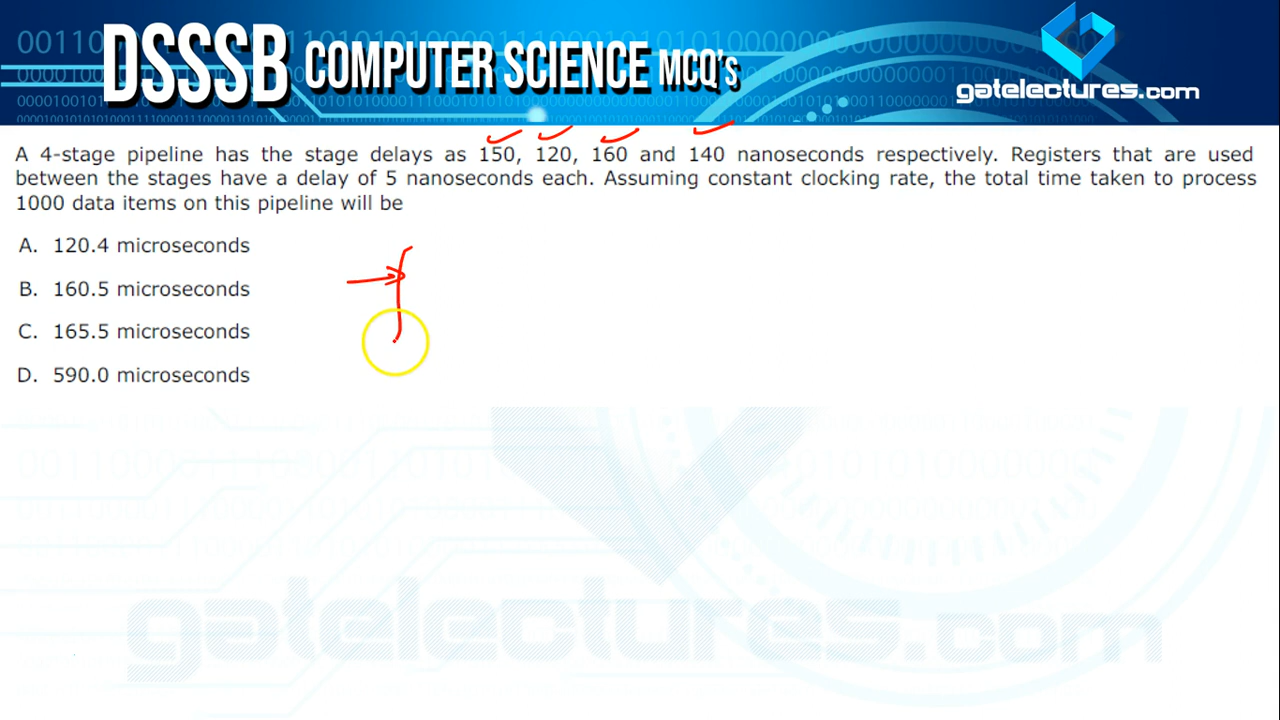 DSSSB COMPUTER SCIENCE MCQ'S
gatelectures.com
A 4-stage pipeline has the stage delays as 150, 120, 160 and 140 nanoseconds respectively. Registers that are used
between the stages have a delay of 5 nanoseconds each. Assuming constant clocking rate, the total time taken to process
1000 data items on this pipeline will be
A. 120.4 microseconds
B. 160.5 microseconds
C. 165.5 microseconds
D. 590.0 microseconds
gatelectures.com